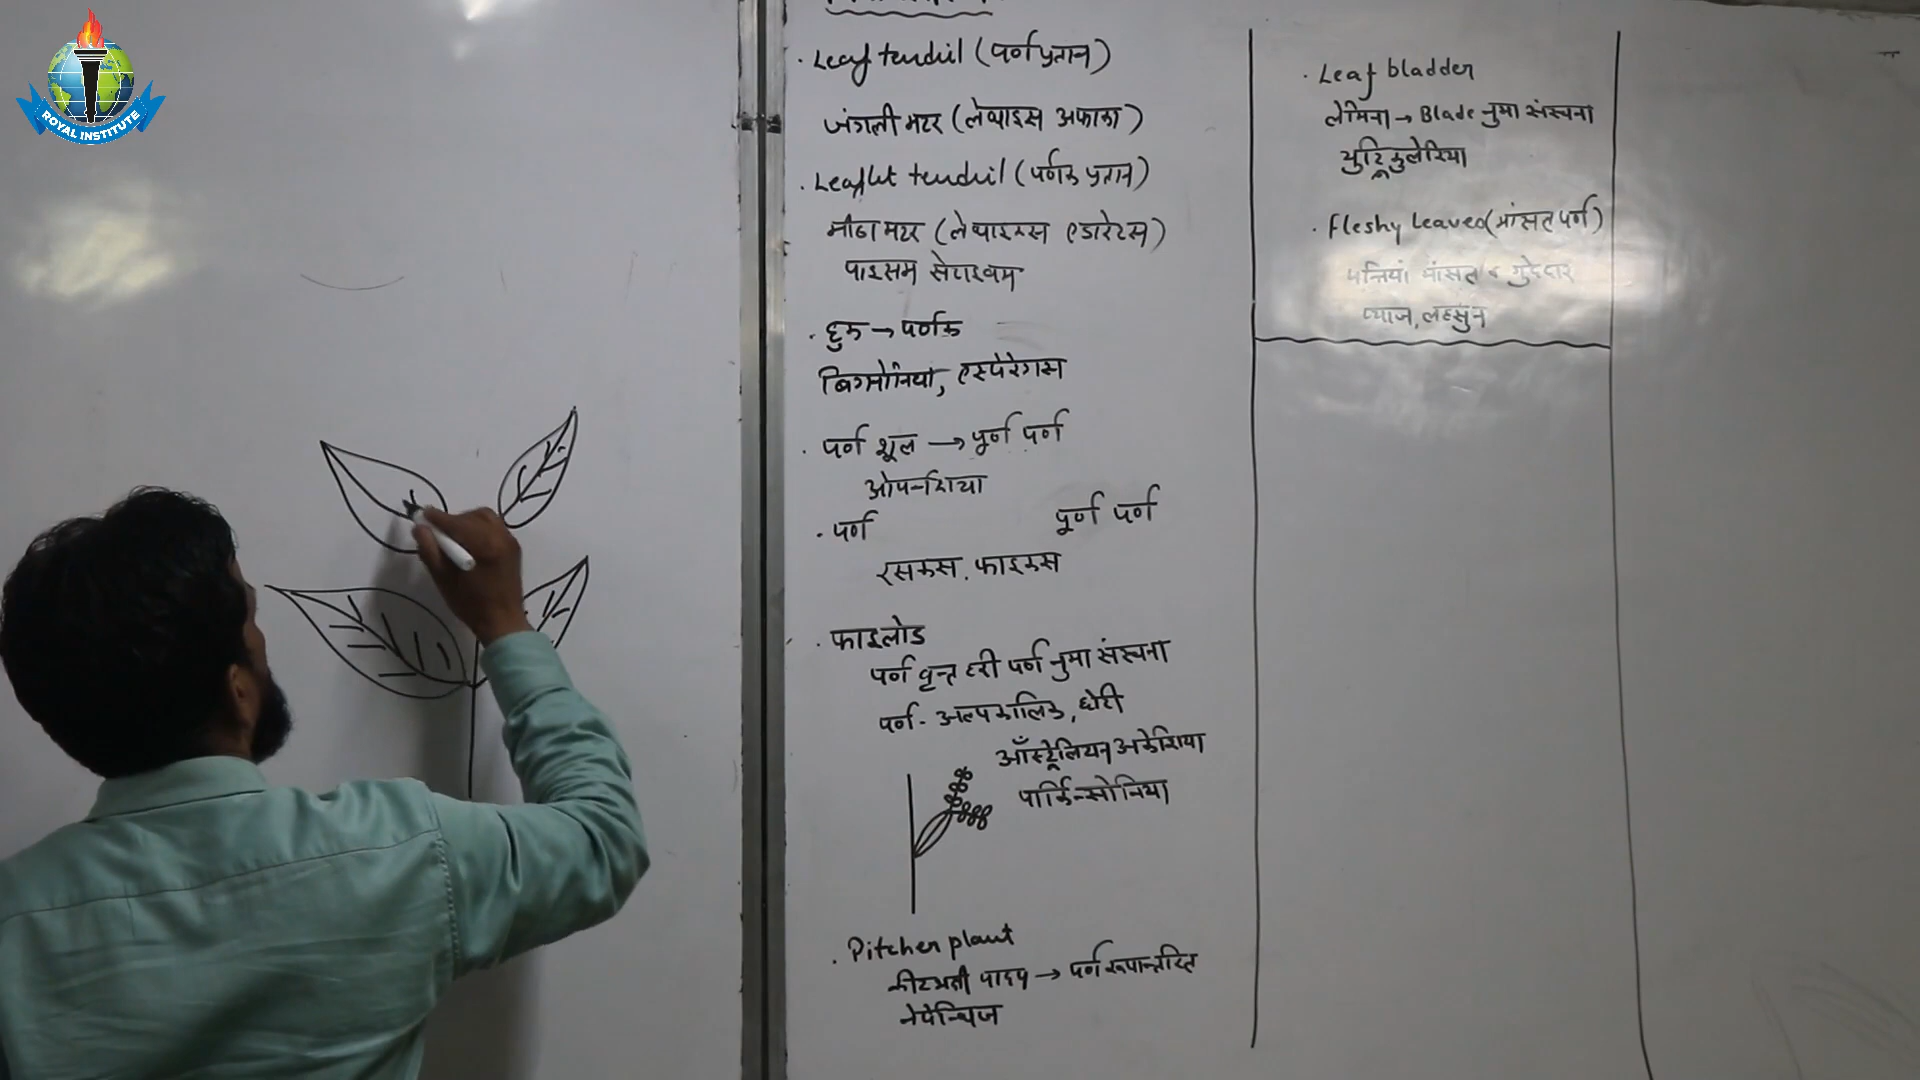 ROYAL INSTITUTE
. Leaf tendril (पर्ण प्रतान)
जंगली मटर (लेथाइरस अफाका)
. Leaflet tendril (पर्णक प्रतान)
मीठा मटर (लेथाइरस एडोरेटस)
पाइसम सेटाइवम
. हुक → पर्णक
बिग्नोनिया, एस्पेरेगस
. पर्ण शूल → पूर्ण पर्ण
ओपन्शिया
. पर्ण पूर्ण पर्ण
रसकस, फाइकस
. फाइलोड
पर्ण वृन्त हरी पर्ण नुमा संरचना
पर्ण - अल्पकालिक, छोटी
ऑस्ट्रेलियन अकेशिया
पार्किन्सोनिया
. Pitcher plant
कीटभक्षी पादप → पर्ण रूपान्तरित
नेपेन्थिज
. Leaf bladder
लेमिना → Blade नुमा संरचना
युट्रिकुलेरिया
. Fleshy Leaves (मांसल पर्ण)
पत्तियां मांसल व गुदेदार
प्याज, लहसुन